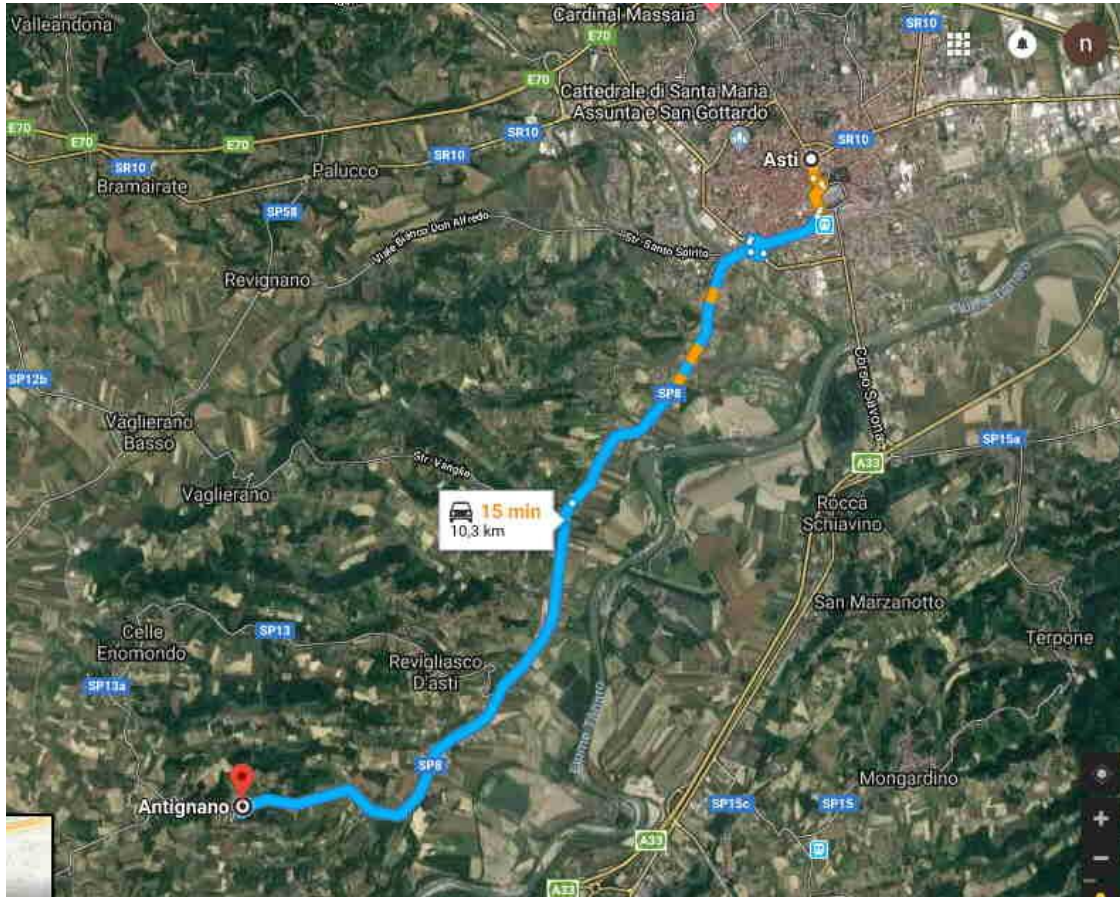 Valleandona
Cardinal Massaia
SR10
E70
n
E70
Cattedrale di Santa Maria
Assunta e San Gottardo
E70
E70
SR10
SR10
Asti
SR10
SR10
Palucco
Bramairate
SP58
Viale Bianco Don Alfredo
Str. Santo Spirito
Revignano
SP12b
SP8
Corso Savona
Vaglierano
Basso
SP15a
A33
Str. Vanghe
Vaglierano
15 min
10,3 km
Rocca
Schiavino
San Marzanotto
Celle
Enomondo
SP13
Terpone
Revigliasco
D'asti
SP13a
Fiume Tanaro
SP8
Mongardino
Antignano
SP15c
SP15
A33
A33